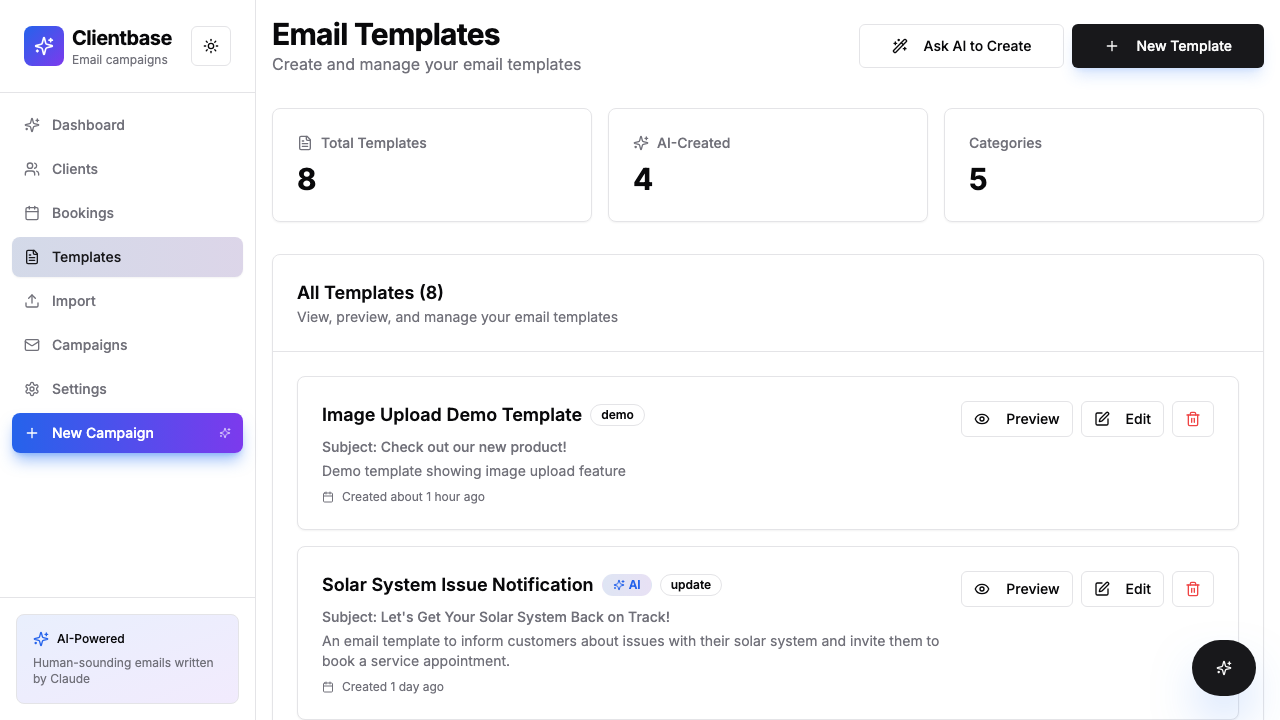 Clientbase
Email campaigns
Dashboard
Clients
Bookings
Templates
Import
Campaigns
Settings
New Campaign
AI-Powered
Human-sounding emails written
by Claude
Email Templates
Create and manage your email templates
Ask AI to Create
New Template
Total Templates
8
AI-Created
4
Categories
5
All Templates (8)
View, preview, and manage your email templates
Image Upload Demo Template demo
Subject: Check out our new product!
Demo template showing image upload feature
Created about 1 hour ago
Preview
Edit
Solar System Issue Notification AI update
Subject: Let's Get Your Solar System Back on Track!
An email template to inform customers about issues with their solar system and invite them to
book a service appointment.
Created 1 day ago
Preview
Edit